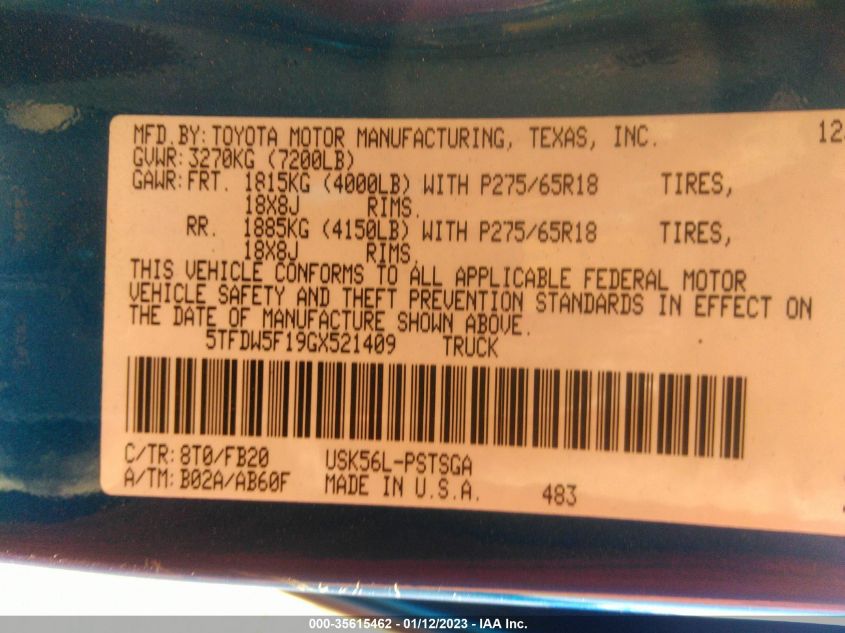 MFD.BY:TOYOTA MOTOR MANUFACTURING, TEXAS, INC. 12
GVWR:3270KG (7200LB)
GAWR:FRT. 1815KG (4000LB) WITH P275/65R18 TIRES,
18X8J RIMS.
RR. 1885KG (4150LB) WITH P275/65R18 TIRES,
18X8J RIMS.
THIS VEHICLE CONFORMS TO ALL APPLICABLE FEDERAL MOTOR
VEHICLE SAFETY AND THEFT PREVENTION STANDARDS IN EFFECT ON
THE DATE OF MANUFACTURE SHOWN ABOVE.
5TFDW5F19GX521409 TRUCK
C/TR:8T0/FB20 USK56L-PSTSGA
A/TM:B02A/AB60F MADE IN U.S.A. 483
000-35615462 - 01/12/2023 - IAA Inc.